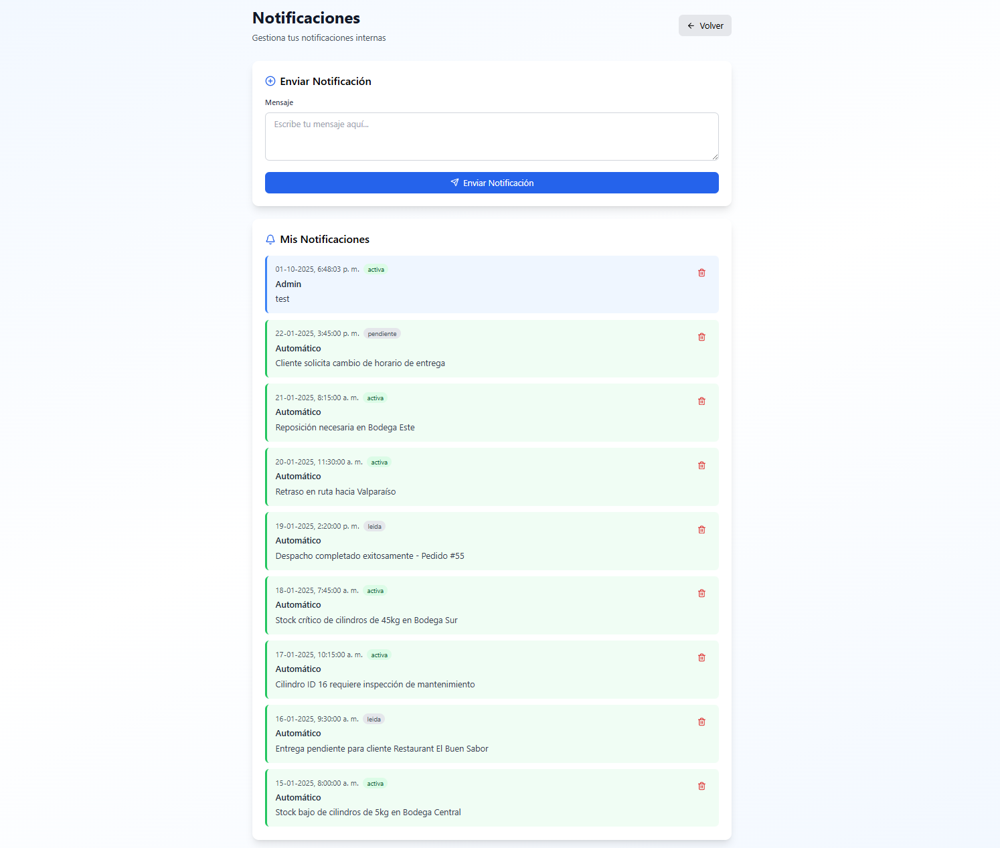 Notificaciones
Gestiona tus notificaciones internas
Volver
Enviar Notificación
Mensaje
Escribe tu mensaje aquí...
Enviar Notificación
Mis Notificaciones
01-10-2025, 6:48:03 p. m. activa
Admin
test
22-01-2025, 3:45:00 p. m. pendiente
Automático
Cliente solicita cambio de horario de entrega
21-01-2025, 8:15:00 a. m. activa
Automático
Reposición necesaria en Bodega Este
20-01-2025, 11:30:00 a. m. activa
Automático
Retraso en ruta hacia Valparaíso
19-01-2025, 2:20:00 p. m. leida
Automático
Despacho completado exitosamente - Pedido #55
18-01-2025, 7:45:00 a. m. activa
Automático
Stock crítico de cilindros de 45kg en Bodega Sur
17-01-2025, 10:15:00 a. m. activa
Automático
Cilindro ID 16 requiere inspección de mantenimiento
16-01-2025, 9:30:00 a. m. leida
Automático
Entrega pendiente para cliente Restaurant El Buen Sabor
15-01-2025, 8:00:00 a. m. activa
Automático
Stock bajo de cilindros de 5kg en Bodega Central